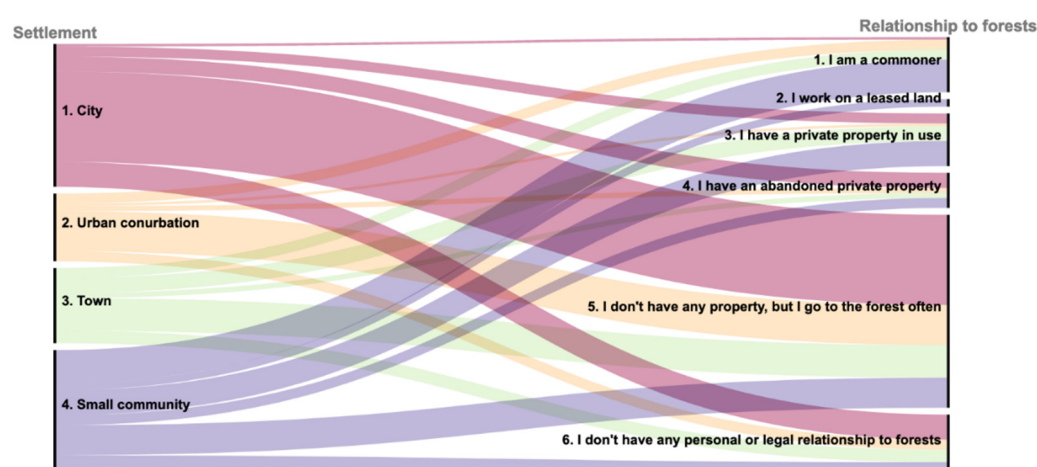 Settlement
Relationship to forests
1. City
2. Urban conurbation
3. Town
4. Small community
1. I am a commoner
2. I work on a leased land
3. I have a private property in use
4. I have an abandoned private property
5. I don't have any property, but I go to the forest often
6. I don't have any personal or legal relationship to forests